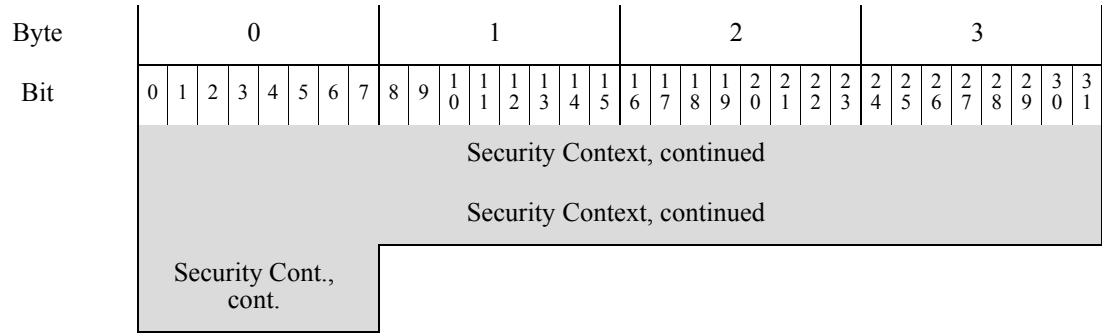 Byte 0 1 2 3
Bit 0 1 2 3 4 5 6 7 8 9 10 11 12 13 14 15 16 17 18 19 20 21 22 23 24 25 26 27 28 29 30 31
Security Context, continued
Security Context, continued
Security Cont.,
cont.